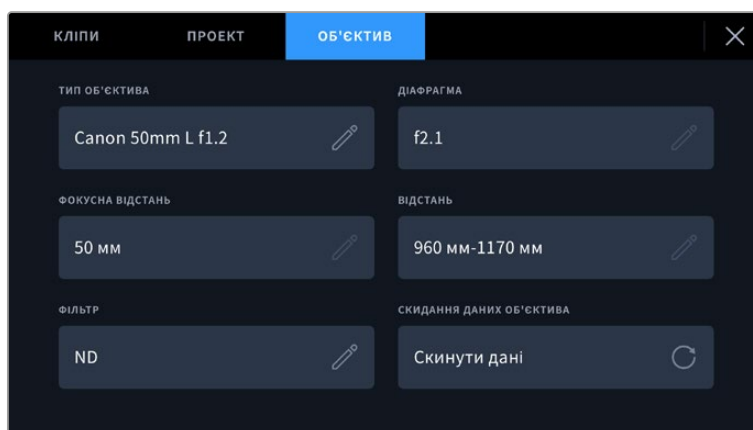 КЛІПИ ПРОЕКТ ОБ'ЄКТИВ
ТИП ОБ'ЄКТИВА ДІАФРАГМА
Canon 50mm L f1.2 f2.1
ФОКУСНА ВІДСТАНЬ ВІДСТАНЬ
50 мм 960 мм-1170 мм
ФІЛЬТР СКИДАННЯ ДАНИХ ОБ'ЄКТИВА
ND Скинути дані